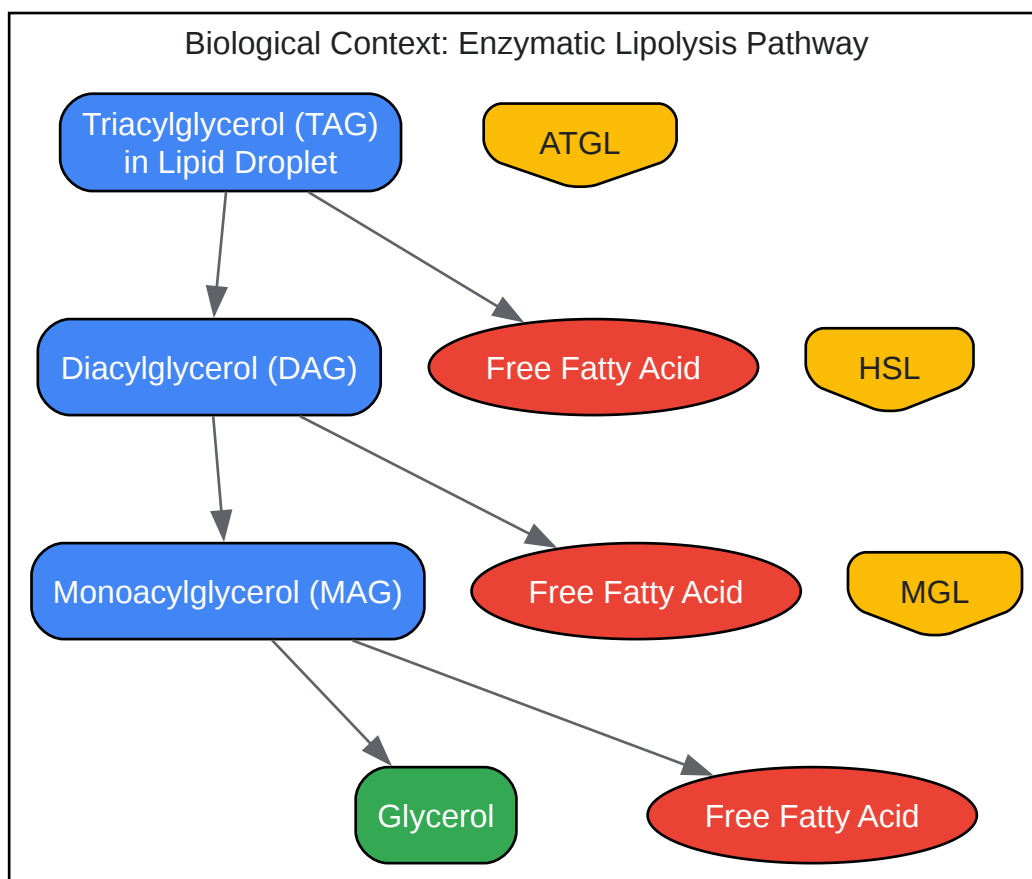 Biological Context: Enzymatic Lipolysis Pathway
Triacylglycerol (TAG)
in Lipid Droplet
ATGL
Diacylglycerol (DAG)
Free Fatty Acid
HSL
Monoacylglycerol (MAG)
Free Fatty Acid
MGL
Glycerol
Free Fatty Acid